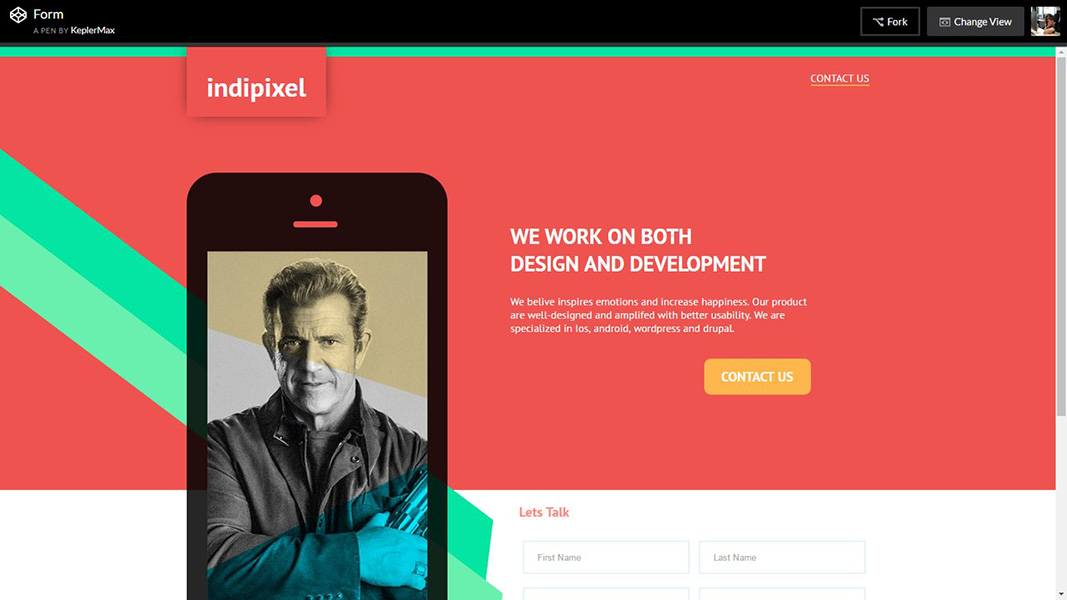 Form
A PEN BY KeplerMax
Fork
Change View
indipixel
CONTACT US
WE WORK ON BOTH
DESIGN AND DEVELOPMENT
We belive inspires emotions and increase happiness. Our product
are well-designed and amplifed with better usability. We are
specialized in Ios, android, wordpress and drupal.
CONTACT US
Lets Talk
First Name
Last Name